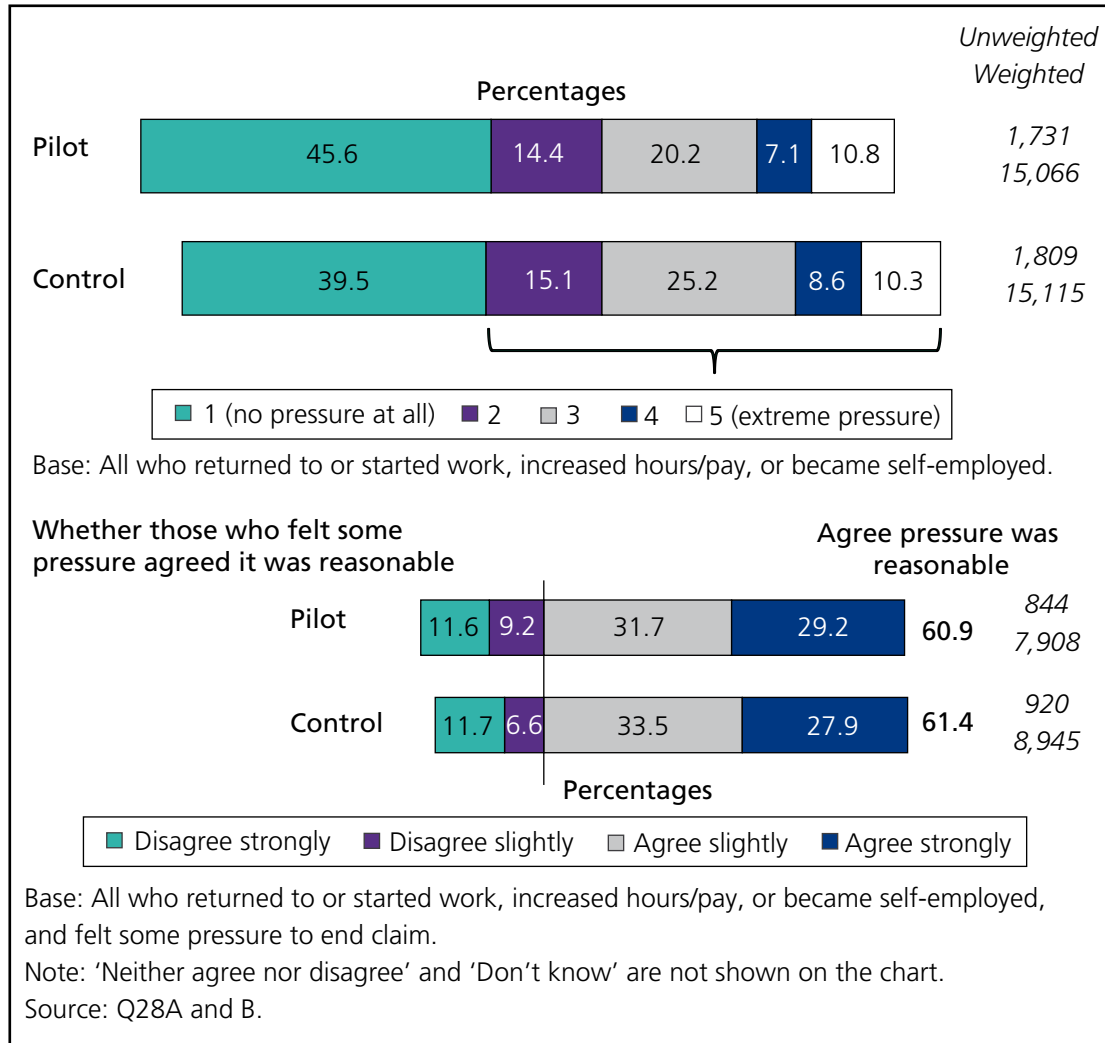 Unweighted
Weighted
Percentages
Pilot 45.6 14.4 20.2 7.1 10.8 1,731
15,066
Control 39.5 15.1 25.2 8.6 10.3 1,809
15,115
1 (no pressure at all) 2 3 4 5 (extreme pressure)
Base: All who returned to or started work, increased hours/pay, or became self-employed.
Whether those who felt some
pressure agreed it was reasonable
Agree pressure was
reasonable
Pilot 11.6 9.2 31.7 29.2 60.9 844
7,908
Control 11.7 6.6 33.5 27.9 61.4 920
8,945
Percentages
Disagree strongly Disagree slightly Agree slightly Agree strongly
Base: All who returned to or started work, increased hours/pay, or became self-employed,
and felt some pressure to end claim.
Note: ‘Neither agree nor disagree’ and ‘Don’t know’ are not shown on the chart.
Source: Q28A and B.